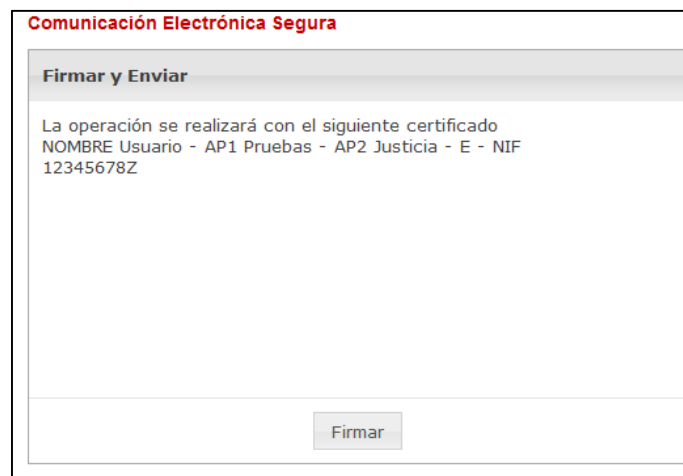 Comunicación Electrónica Segura
Firmar y Enviar
La operación se realizará con el siguiente certificado
NOMBRE Usuario - AP1 Pruebas - AP2 Justicia - E - NIF
12345678Z
Firmar